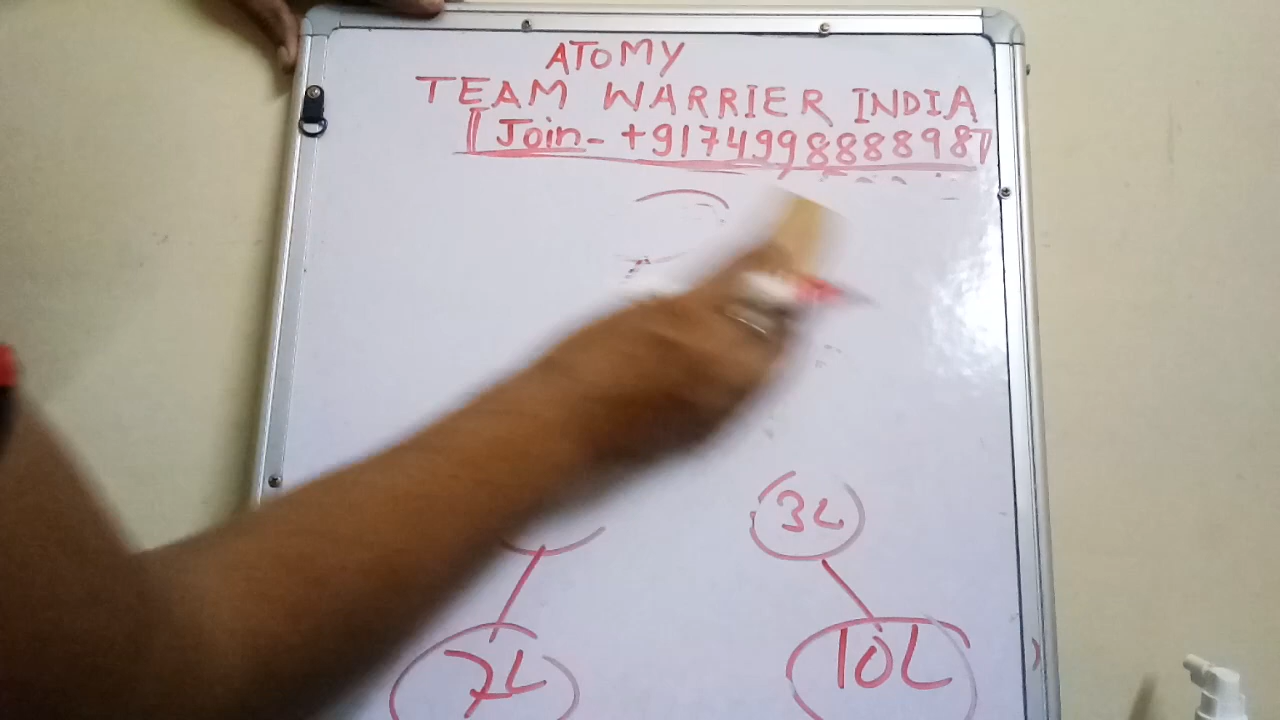 ATOMY
TEAM WARRIER INDIA
Join - +917499888898
3L
7L
10L